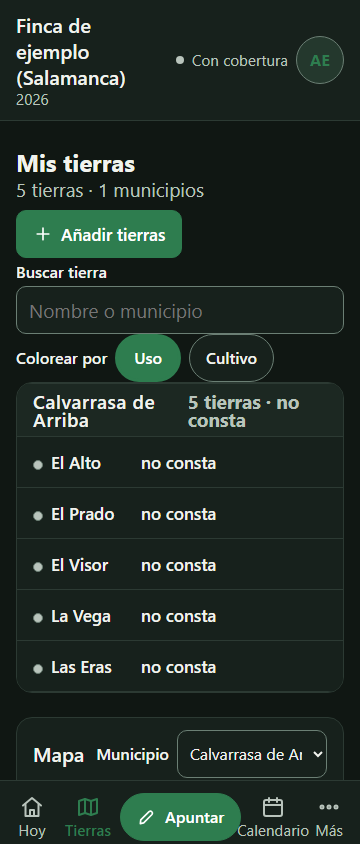 Finca de
ejemplo
(Salamanca)
2026
Con cobertura
AE
Mis tierras
5 tierras · 1 municipios
+ Añadir tierras
Buscar tierra
Nombre o municipio
Colorear por Uso Cultivo
Calvarrasa de
Arriba
5 tierras · no
consta
El Alto no consta
El Prado no consta
El Visor no consta
La Vega no consta
Las Eras no consta
Mapa Municipio Calvarrasa de Ar
Hoy Tierras Apuntar Calendario Más